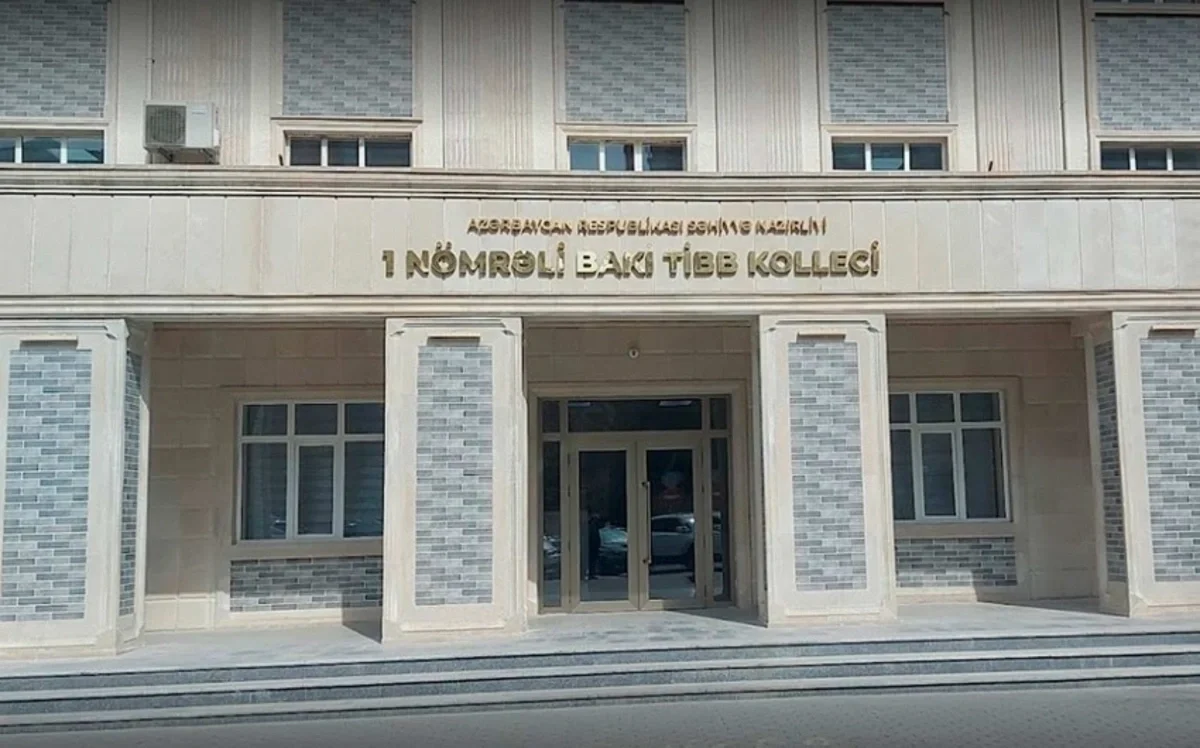 AZƏRBAYCAN RESPUBLİKASI SƏHİYYƏ NAZİRLİYİ
1 NÖMRƏLİ BAKI TİBB KOLLECİ